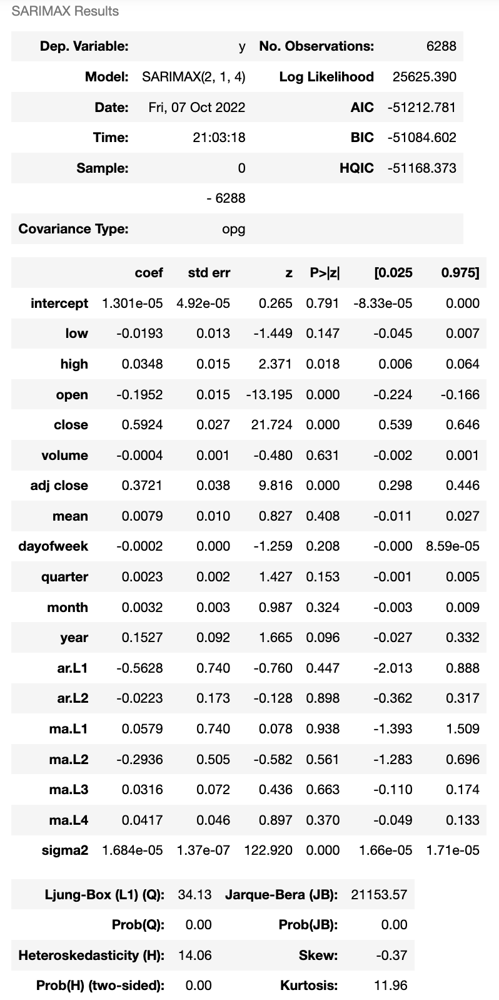 SARIMAX Results
Dep. Variable: y No. Observations: 6288
Model: SARIMAX(2, 1, 4) Log Likelihood 25625.390
Date: Fri, 07 Oct 2022 AIC -51212.781
Time: 21:03:18 BIC -51084.602
Sample: 0 HQIC -51168.373
- 6288
Covariance Type: opg
coef std err z P>|z| [0.025 0.975]
intercept 1.301e-05 4.92e-05 0.265 0.791 -8.33e-05 0.000
low -0.0193 0.013 -1.449 0.147 -0.045 0.007
high 0.0348 0.015 2.371 0.018 0.006 0.064
open -0.1952 0.015 -13.195 0.000 -0.224 -0.166
close 0.5924 0.027 21.724 0.000 0.539 0.646
volume -0.0004 0.001 -0.480 0.631 -0.002 0.001
adj close 0.3721 0.038 9.816 0.000 0.298 0.446
mean 0.0079 0.010 0.827 0.408 -0.011 0.027
dayofweek -0.0002 0.000 -1.259 0.208 -0.000 8.59e-05
quarter 0.0023 0.002 1.427 0.153 -0.001 0.005
month 0.0032 0.003 0.987 0.324 -0.003 0.009
year 0.1527 0.092 1.665 0.096 -0.027 0.332
ar.L1 -0.5628 0.740 -0.760 0.447 -2.013 0.888
ar.L2 -0.0223 0.173 -0.128 0.898 -0.362 0.317
ma.L1 0.0579 0.740 0.078 0.938 -1.393 1.509
ma.L2 -0.2936 0.505 -0.582 0.561 -1.283 0.696
ma.L3 0.0316 0.072 0.436 0.663 -0.110 0.174
ma.L4 0.0417 0.046 0.897 0.370 -0.049 0.133
sigma2 1.684e-05 1.37e-07 122.920 0.000 1.66e-05 1.71e-05
Ljung-Box (L1) (Q): 34.13 Jarque-Bera (JB): 21153.57
Prob(Q): 0.00 Prob(JB): 0.00
Heteroskedasticity (H): 14.06 Skew: -0.37
Prob(H) (two-sided): 0.00 Kurtosis: 11.96